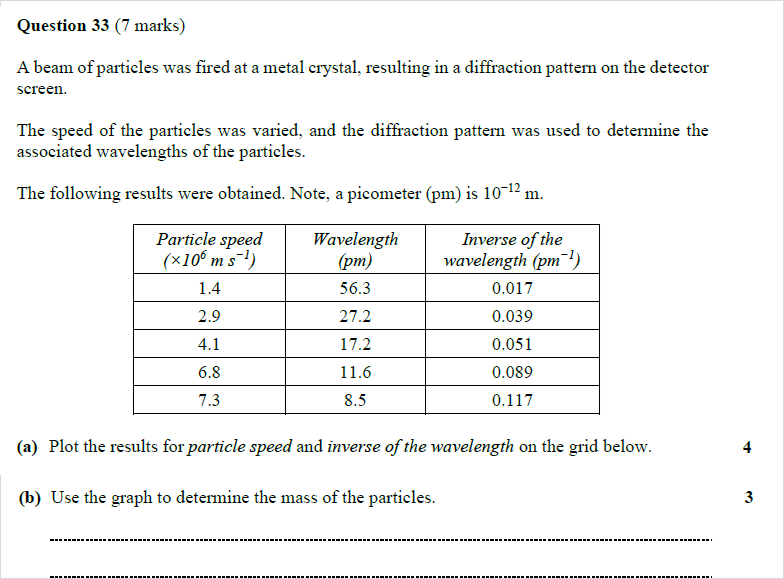 Question 33 (7 marks)
A beam of particles was fired at a metal crystal, resulting in a diffraction pattern on the detector
screen.
The speed of the particles was varied, and the diffraction pattern was used to determine the
associated wavelengths of the particles.
The following results were obtained. Note, a picometer (pm) is 10⁻¹² m.
Particle speed (×10⁶ m s⁻¹) Wavelength (pm) Inverse of the wavelength (pm⁻¹)
1.4 56.3 0.017
2.9 27.2 0.039
4.1 17.2 0.051
6.8 11.6 0.089
7.3 8.5 0.117
(a) Plot the results for particle speed and inverse of the wavelength on the grid below. 4
(b) Use the graph to determine the mass of the particles. 3